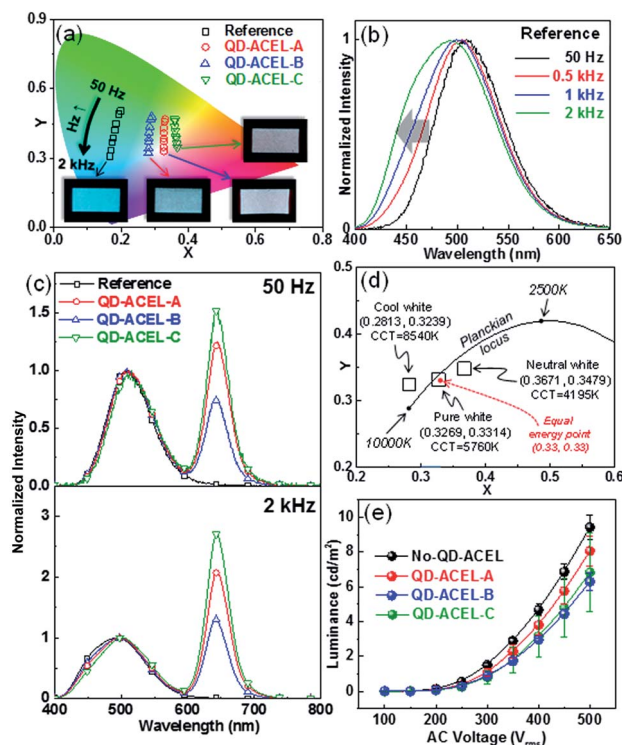 (a)
Reference
QD-ACEL-A
QD-ACEL-B
QD-ACEL-C
50 Hz
Hz ↑
2 kHz
Y
0.8
0.6
0.4
0.2
0.0
0.0 0.2 0.4 0.6 0.8
X
(b)
Reference
50 Hz
0.5 kHz
1 kHz
2 kHz
Normalized Intensity
1
0
400 450 500 550 600 650
Wavelength (nm)
(c)
Reference
QD-ACEL-A
QD-ACEL-B
QD-ACEL-C
50 Hz
1.5
1.0
0.5
0.0
2 kHz
3
2
1
0
Normalized Intensity
400 500 600 700 800
Wavelength (nm)
(d)
Cool white
(0.2813, 0.3239)
CCT=8540K
2500K
Planckian
locus
Neutral white
(0.3671, 0.3479)
CCT=4195K
Pure white
(0.3269, 0.3314)
CCT=5760K
10000K
Equal
energy point
(0.33, 0.33)
Y
0.5
0.4
0.3
0.2
0.2 0.3 0.4 0.5 0.6
X
(e)
No-QD-ACEL
QD-ACEL-A
QD-ACEL-B
QD-ACEL-C
Luminance (cd/m²)
10
8
6
4
2
0
100 150 200 250 300 350 400 450 500
AC Voltage (Vrms)